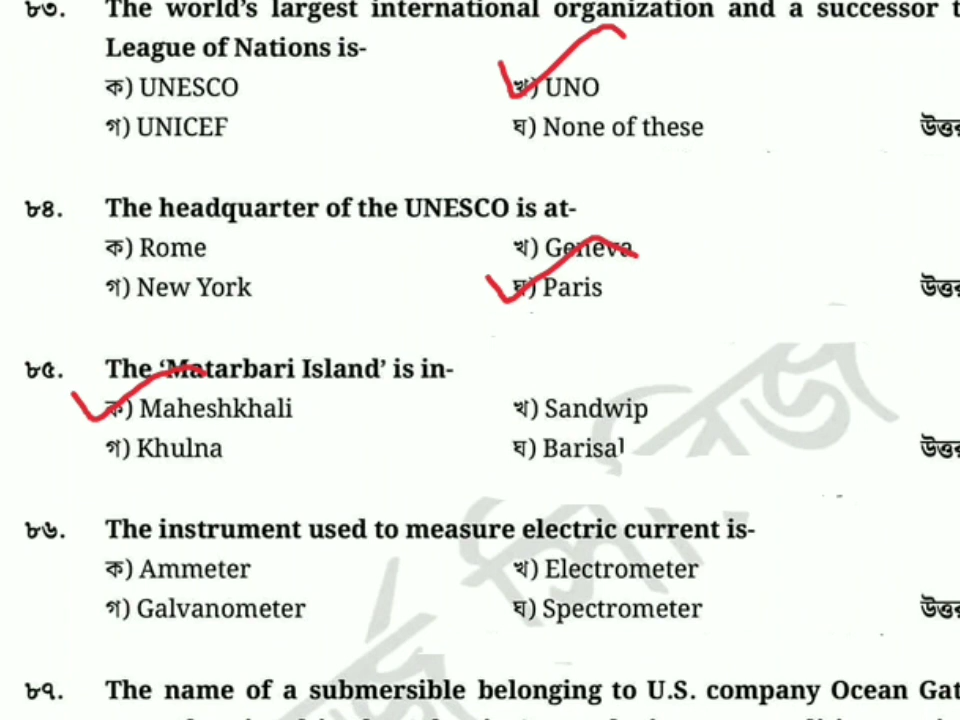 ৮৩. The world's largest international organization and a successor
League of Nations is-
ক) UNESCO খ) UNO
গ) UNICEF ঘ) None of these
৮৪. The headquarter of the UNESCO is at-
ক) Rome খ) Geneva
গ) New York ঘ) Paris
৮৫. The ‘Matarbari Island’ is in-
ক) Maheshkhali খ) Sandwip
গ) Khulna ঘ) Barisal
৮৬. The instrument used to measure electric current is-
ক) Ammeter খ) Electrometer
গ) Galvanometer ঘ) Spectrometer
৮৭. The name of a submersible belonging to U.S. company Ocean